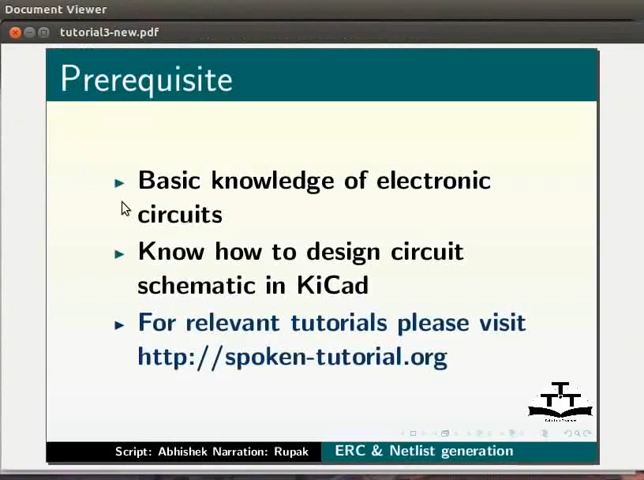 Document Viewer
tutorial3-new.pdf
Prerequisite
Basic knowledge of electronic
circuits
Know how to design circuit
schematic in KiCad
For relevant tutorials please visit
http://spoken-tutorial.org
Script: Abhishek Narration: Rupak
ERC & Netlist generation